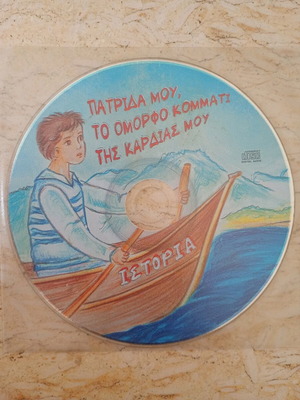 ΠΑΤΡΙΔΑ ΜΟΥ,
ΤΟ ΟΜΟΡΦΟ ΚΟΜΜΑΤΙ
ΤΗΣ ΚΑΡΔΙΑΣ ΜΟΥ
ΙΣΤΟΡΙΑ